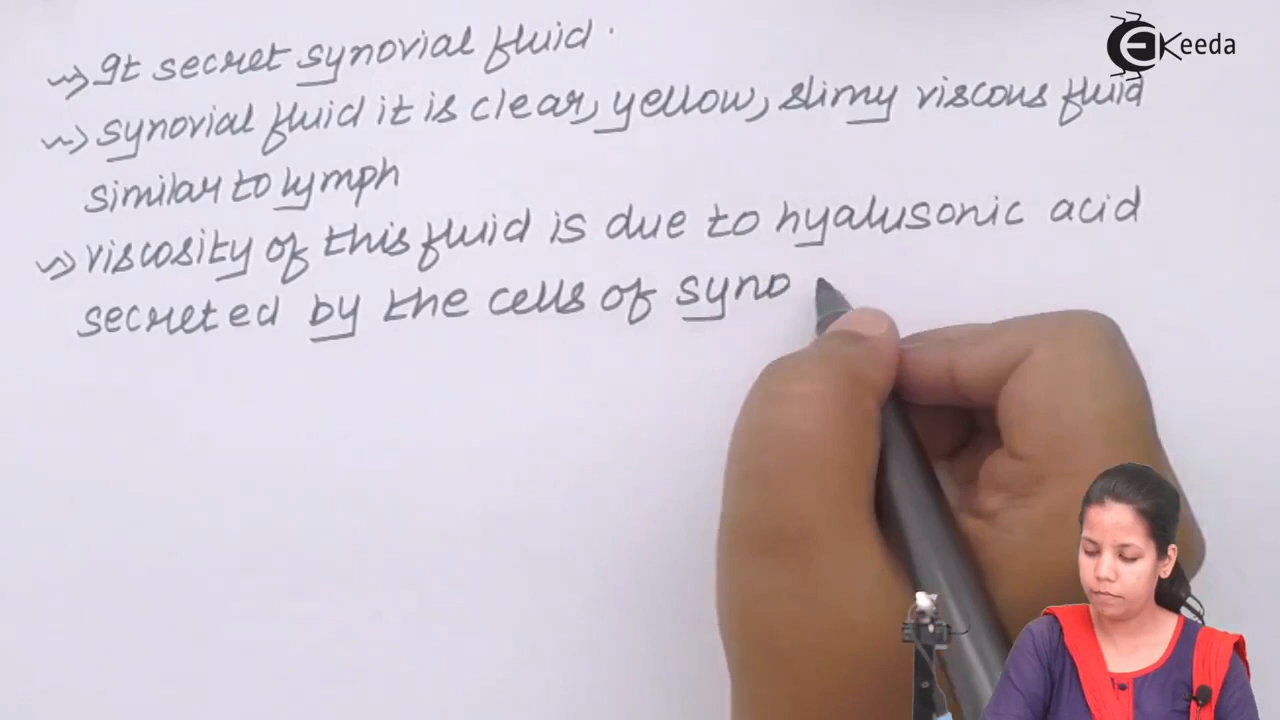 It secret synovial fluid.
synovial fluid it is clear, yellow, slimy viscous fluid
similar to lymph
viscosity of this fluid is due to hyalusonic acid
secreted by the cells of syno
EKeeda